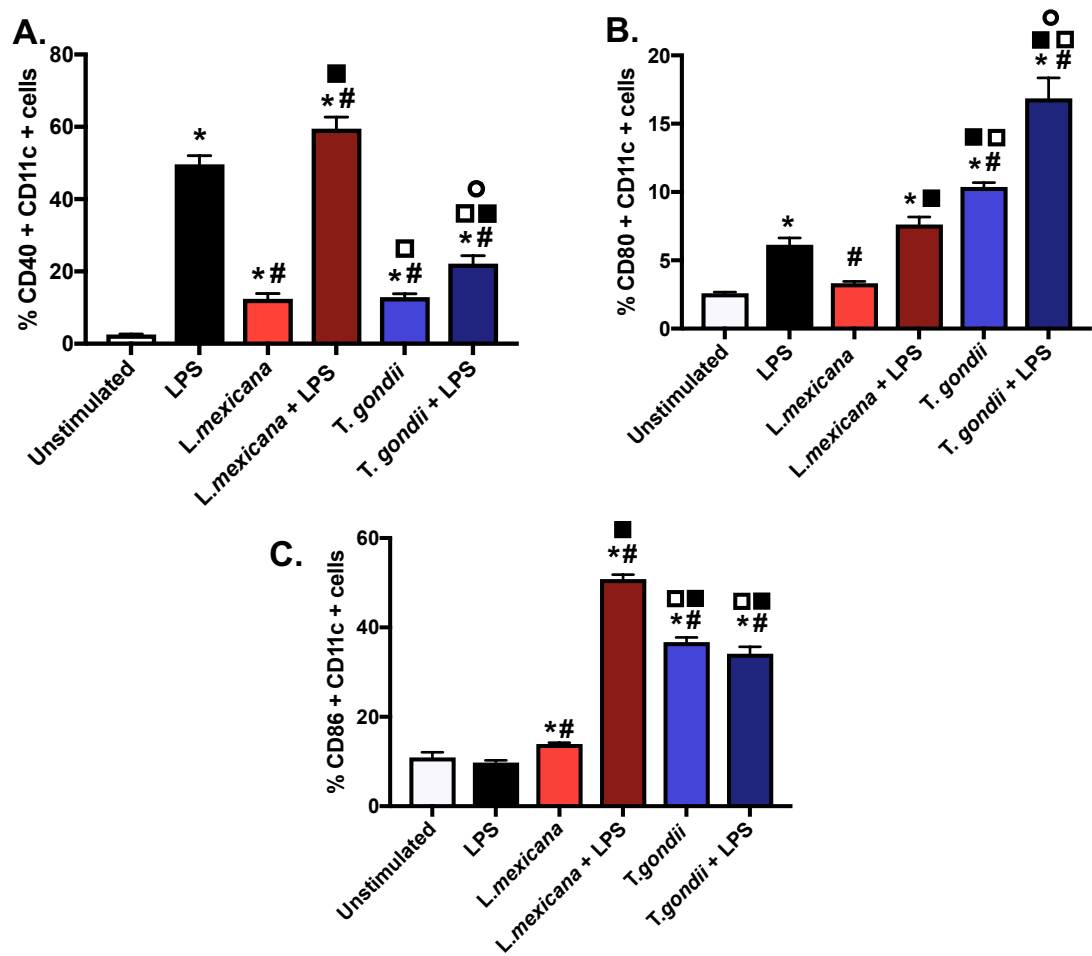 A.
% CD40 + CD11c + cells
80
60
40
20
0
*
*#
*#
*#
*#
Unstimulated
LPS
L.mexicana
L.mexicana + LPS
T. gondii
T. gondii + LPS
B.
% CD80 + CD11c + cells
20
15
10
5
0
*
#
*
*#
*#
Unstimulated
LPS
L.mexicana
L.mexicana + LPS
T. gondii
T. gondii + LPS
C.
% CD86 + CD11c + cells
60
40
20
0
*#
*#
*#
*#
Unstimulated
LPS
L.mexicana
L.mexicana + LPS
T.gondii
T.gondii + LPS